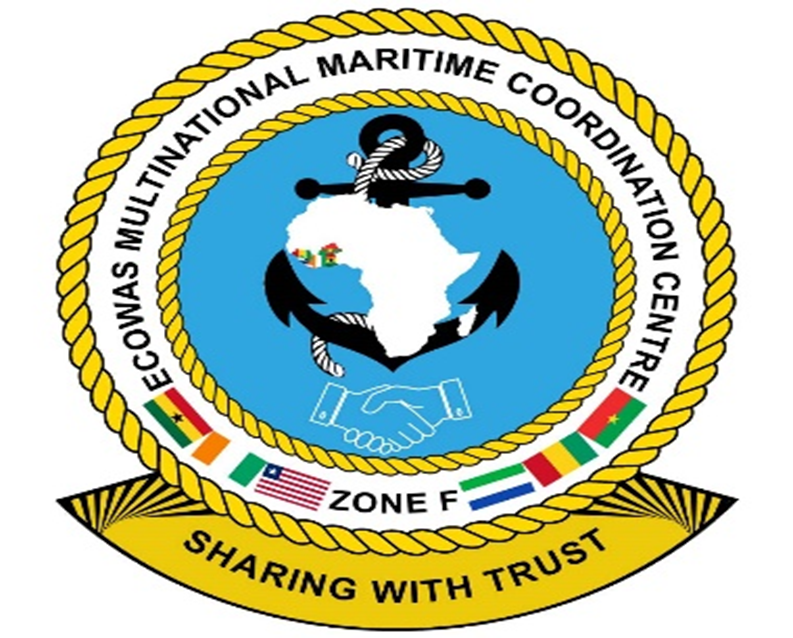 ECOWAS MULTINATIONAL MARITIME COORDINATION CENTRE
ZONE F
SHARING WITH TRUST